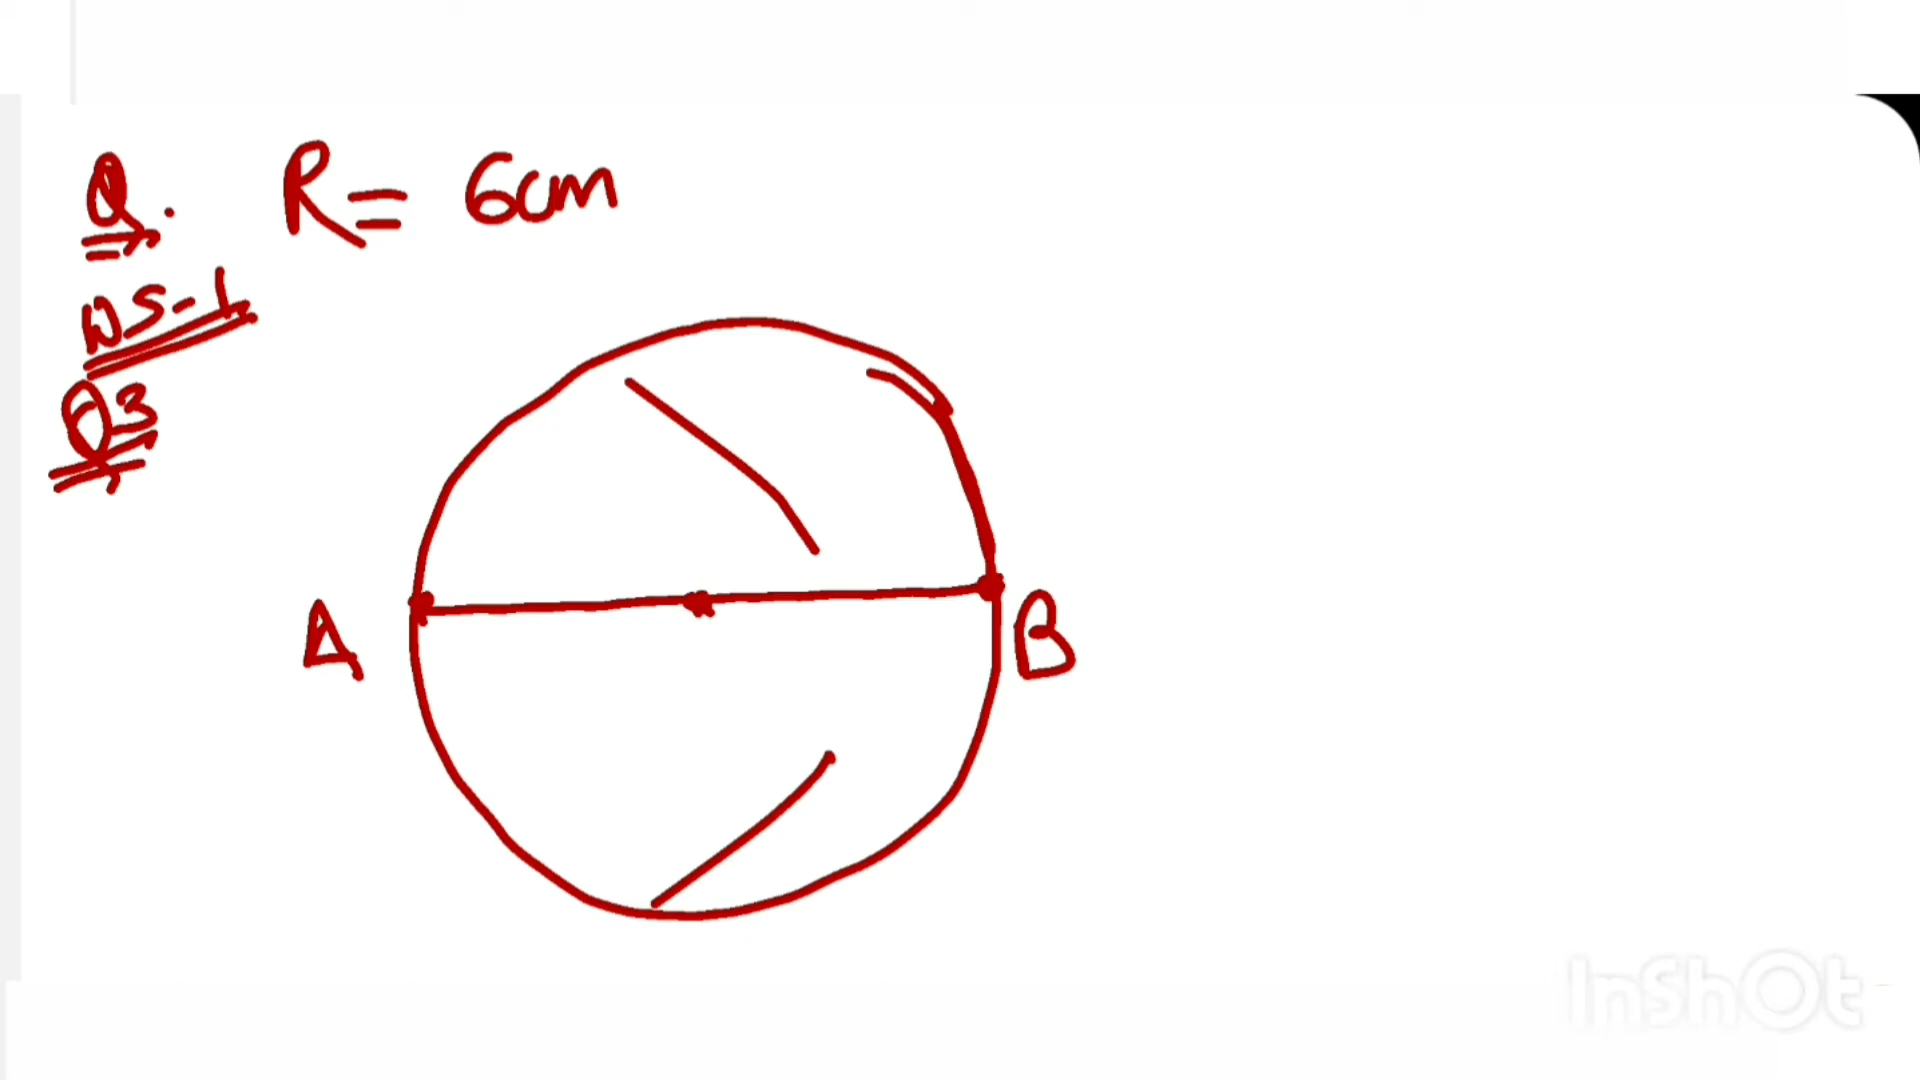 Q. R = 6cm
WS-1
Q3
A
B
InShOt